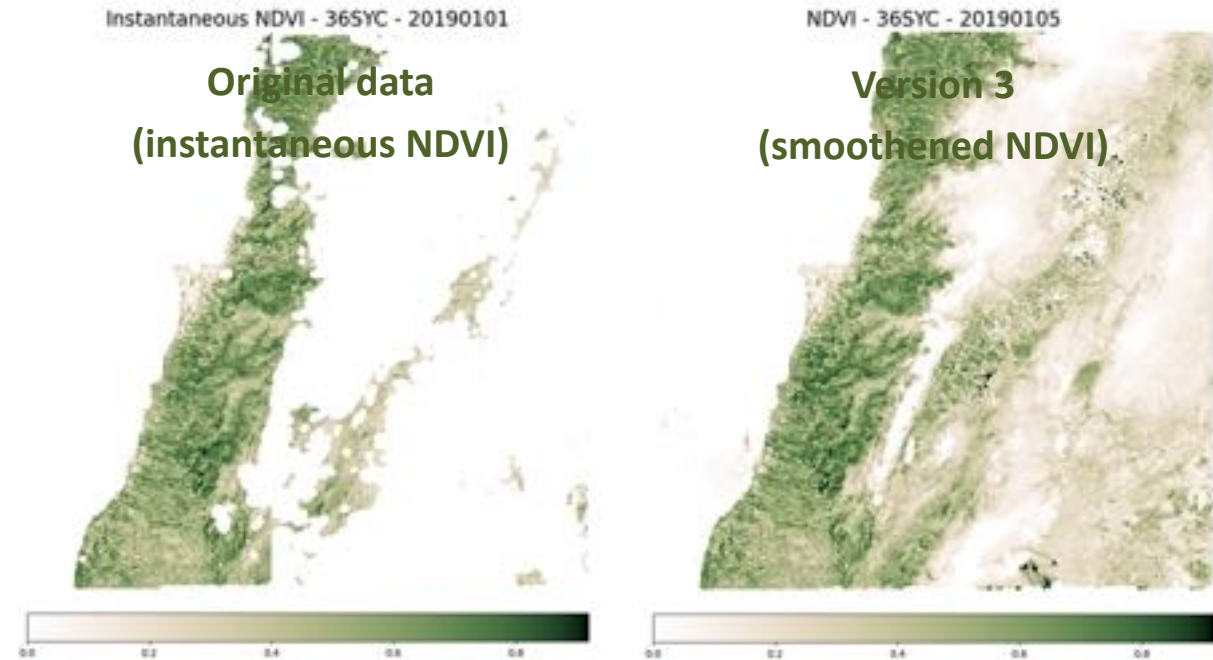 Instantaneous NDVI - 36SYC - 20190101
Original data
(instantaneous NDVI)
0.0 0.2 0.4 0.6 0.8
NDVI - 36SYC - 20190105
Version 3
(smoothened NDVI)
0.0 0.2 0.4 0.6 0.8